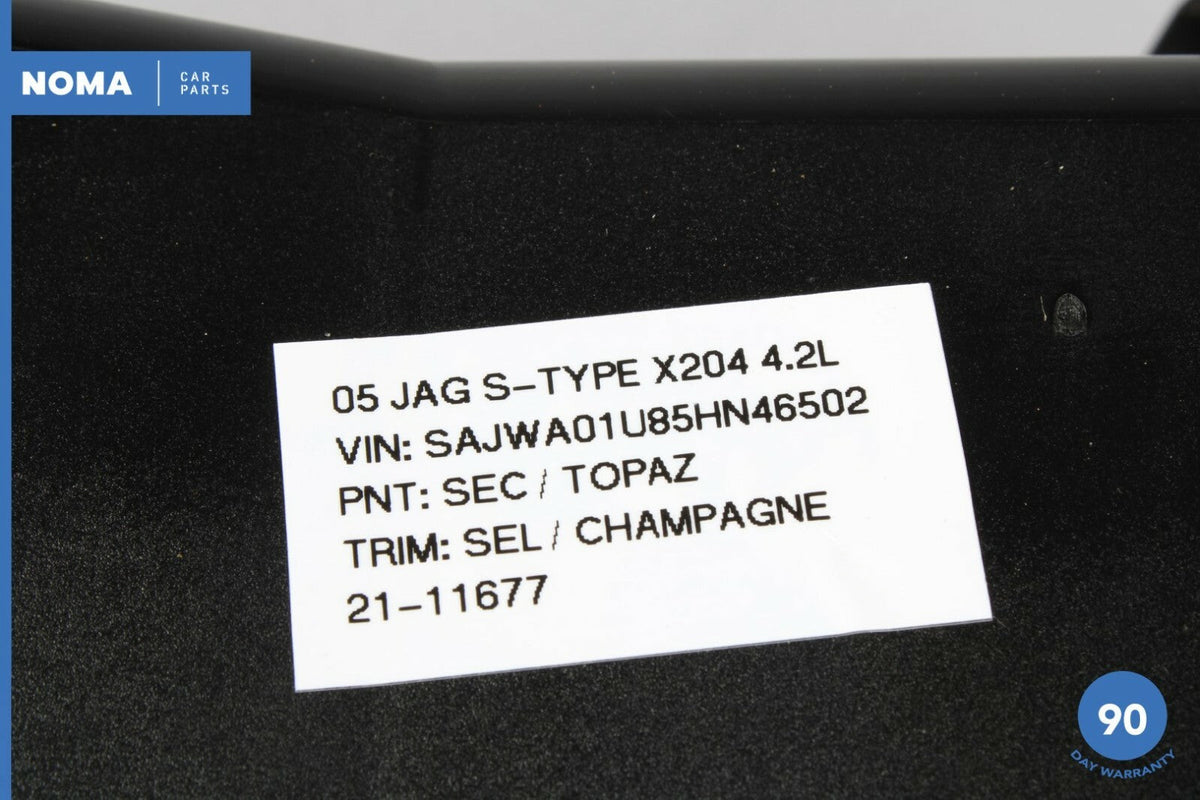 NOMA
CAR
PARTS
05 JAG S-TYPE X204 4.2L
VIN: SAJWA01U85HN46502
PNT: SEC / TOPAZ
TRIM: SEL / CHAMPAGNE
21-11677
90
DAY WARRANTY